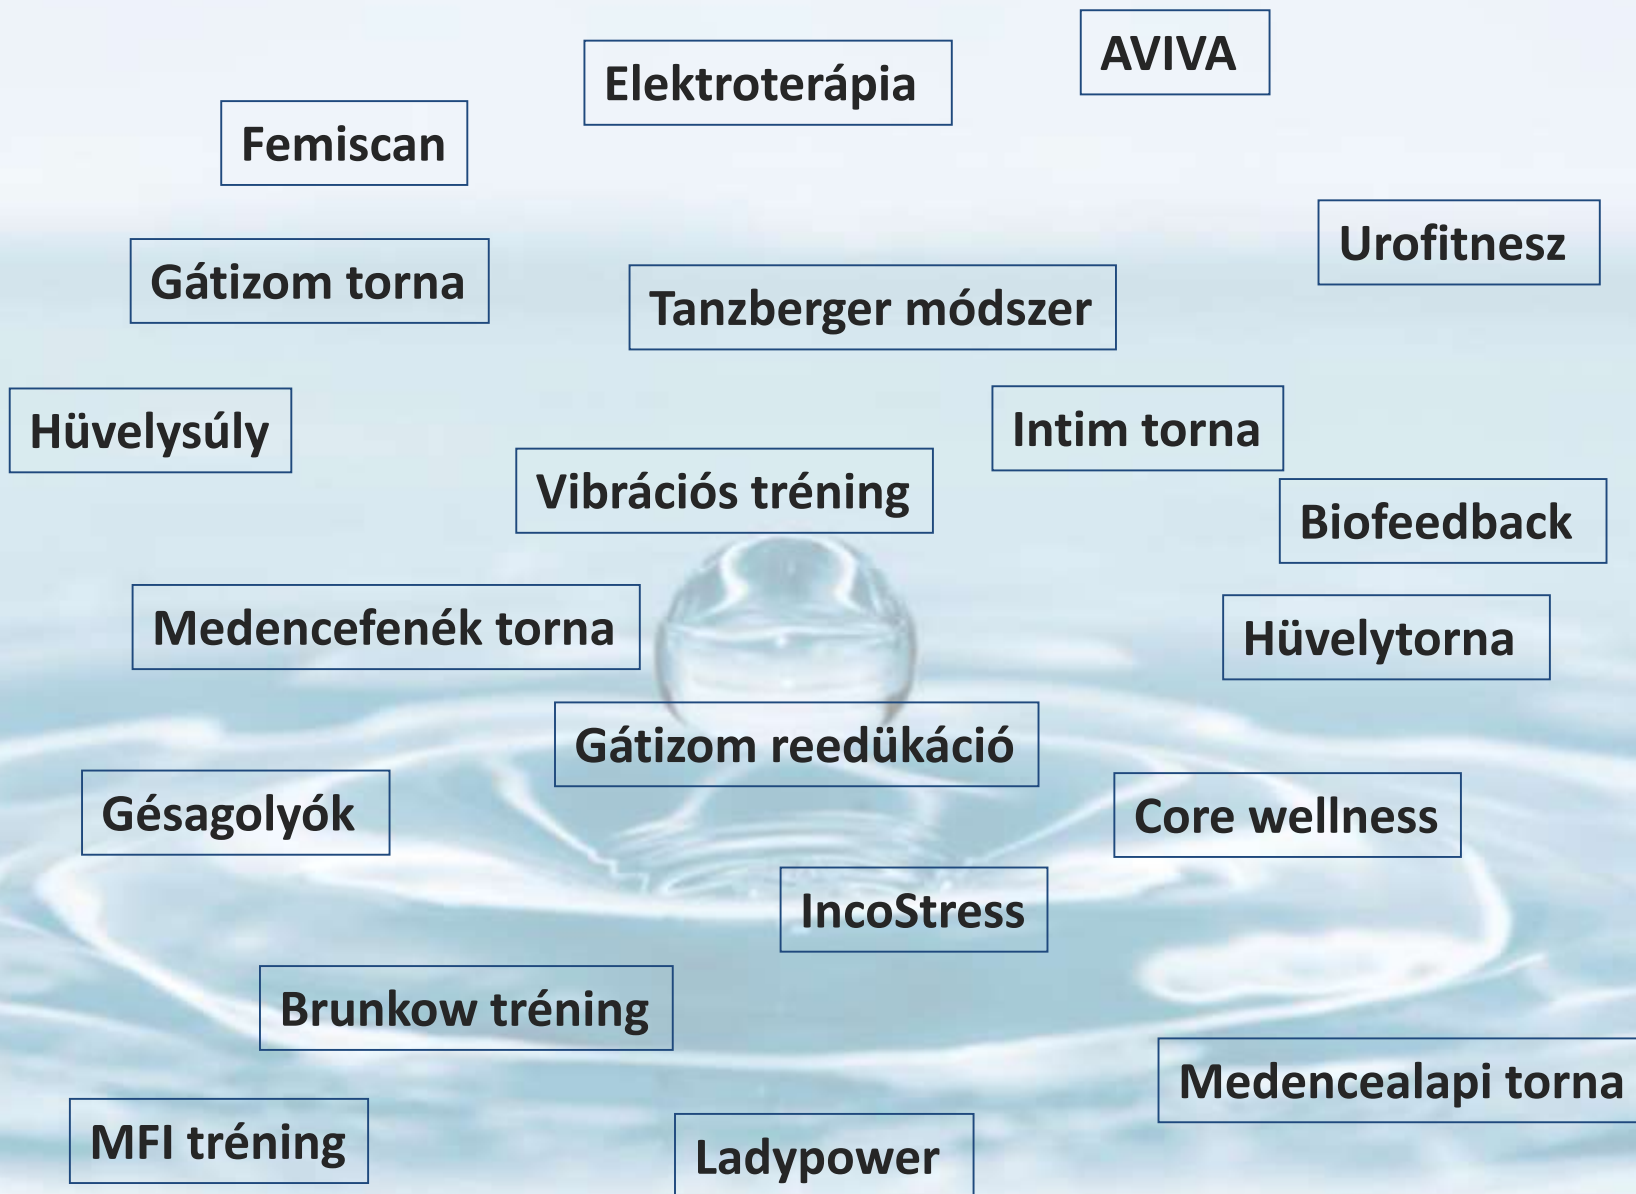 AVIVA
Elektroterápia
Femiscan
Urofitnesz
Gátizom torna
Tanzberger módszer
Hüvelysúly
Intim torna
Vibrációs tréning
Biofeedback
Medencefenék torna
Hüvelytorna
Gátizom reedükáció
Gésagolyók
Core wellness
IncoStress
Brunkow tréning
Medencealapi torna
MFI tréning
Ladypower